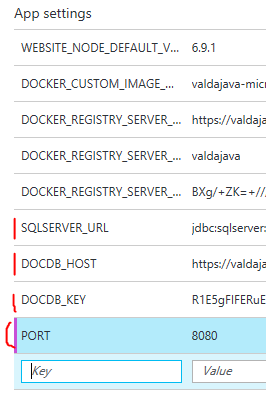 App settings
WEBSITE_NODE_DEFAULT_V... 6.9.1
DOCKER_CUSTOM_IMAGE_... valdajava-micr
DOCKER_REGISTRY_SERVER_... https://valdaja
DOCKER_REGISTRY_SERVER_... valdajava
DOCKER_REGISTRY_SERVER_... BXg/+ZK=+//
SQLSERVER_URL jdbc:sqlserver:
DOCDB_HOST https://valdaja
DOCDB_KEY R1E5gFIFERuE
PORT 8080
Key Value